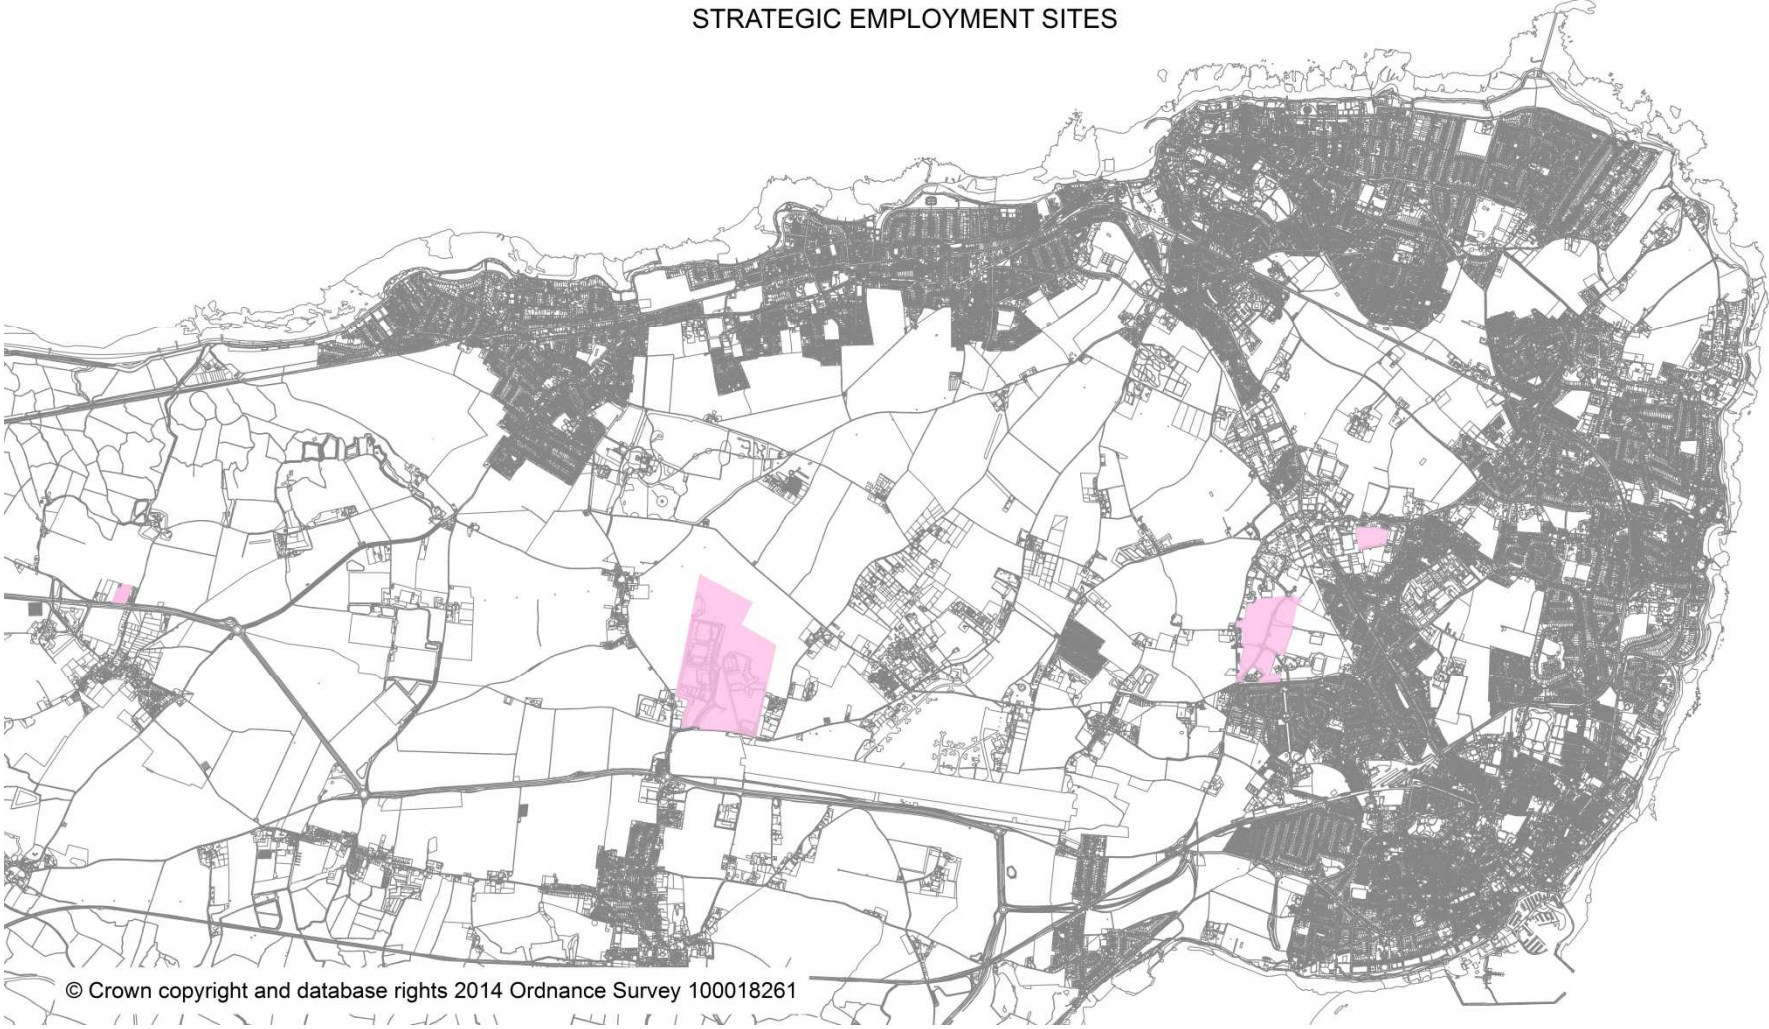 STRATEGIC EMPLOYMENT SITES
© Crown copyright and database rights 2014 Ordnance Survey 100018261